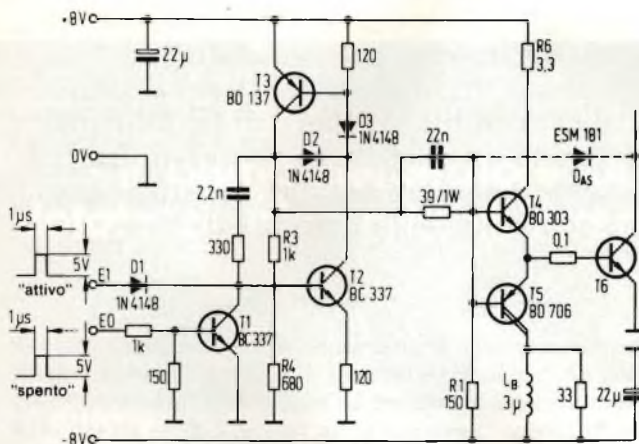 +8V
22µ
T3
BD 137
120
R6
3,3
D3
1N4148
0V
D2
1N4148
22n
ESM 181
DAS
2,2n
39/1W
T4
BD 303
1µs
5V
"attivo"
330
R3
1k
0,1
T6
D1
E1
1N4148
T2
BC 337
T5
BD 706
1µs
5V
"spento"
E0
1k
T1
BC337
150
R4
680
120
R1
150
LB
3µ
33
22µ
-8V